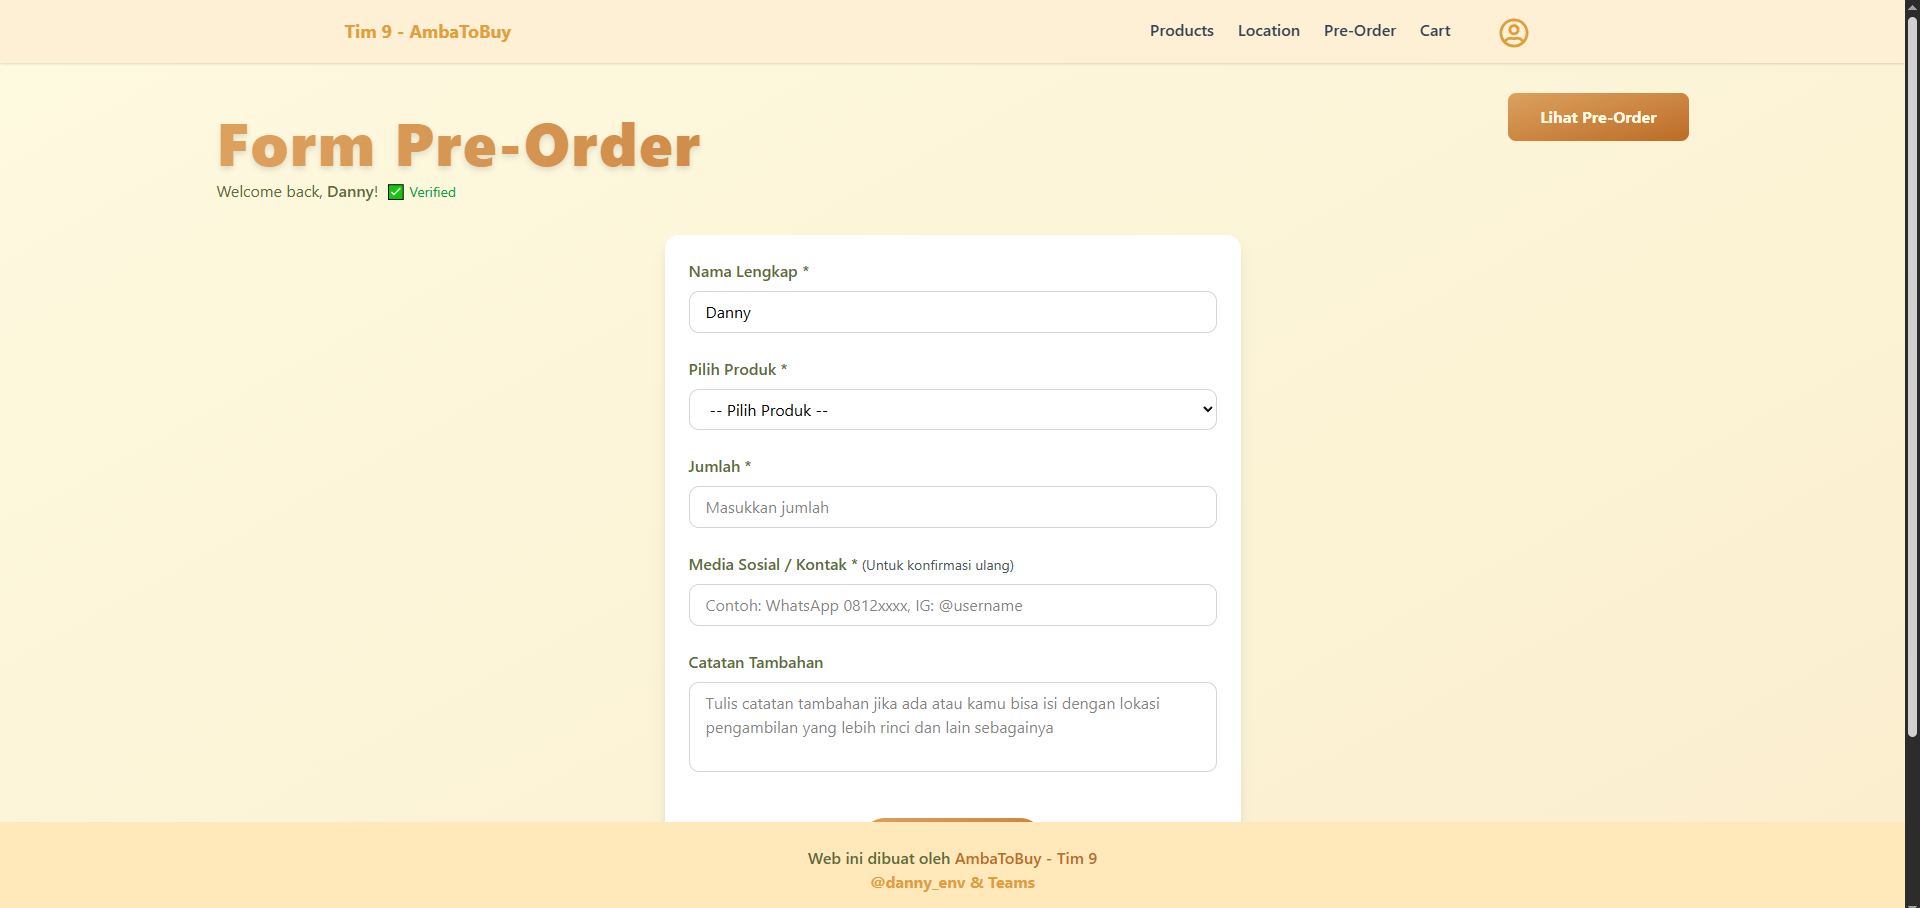 Tim 9 - AmbaToBuy
Products
Location
Pre-Order
Cart
Lihat Pre-Order
Form Pre-Order
Welcome back, Danny! ✅ Verified
Nama Lengkap *
Danny
Pilih Produk *
-- Pilih Produk --
Jumlah *
Masukkan jumlah
Media Sosial / Kontak * (Untuk konfirmasi ulang)
Contoh: WhatsApp 0812xxxx, IG: @username
Catatan Tambahan
Tulis catatan tambahan jika ada atau kamu bisa isi dengan lokasi
pengambilan yang lebih rinci dan lain sebagainya
Web ini dibuat oleh AmbaToBuy - Tim 9
@danny_env & Teams